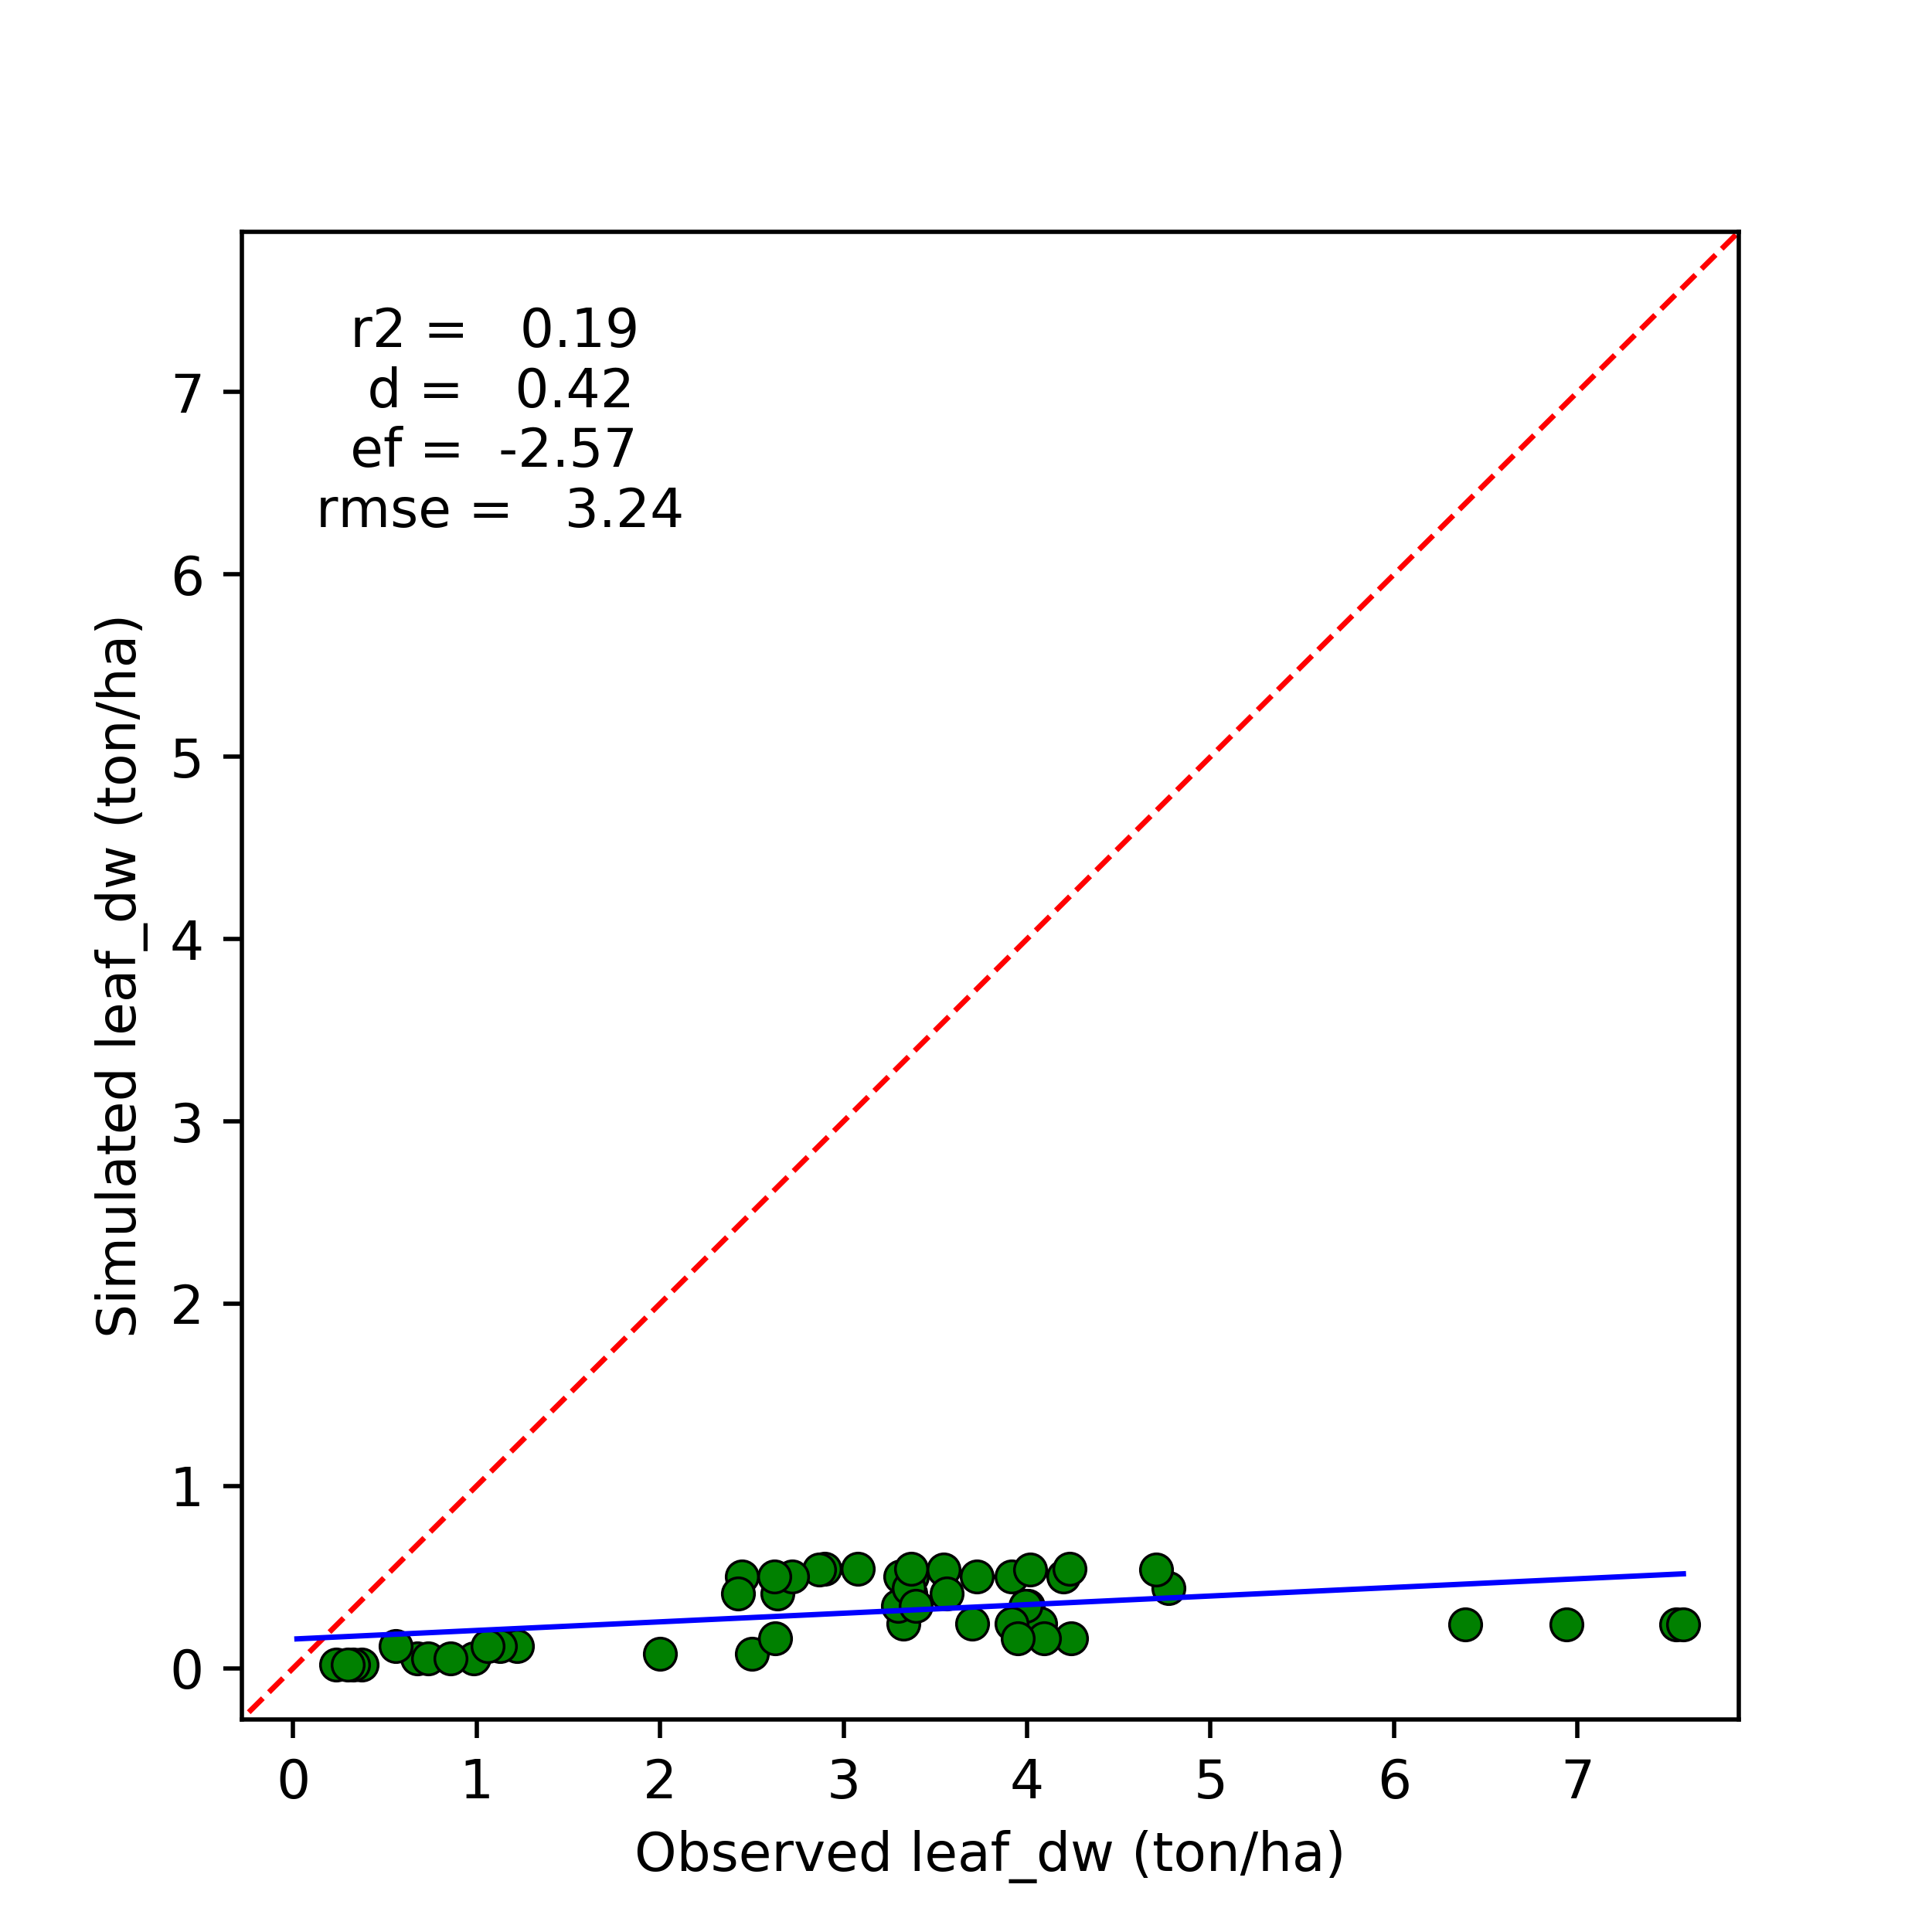 r2 = 0.19
d = 0.42
ef = -2.57
rmse = 3.24
7
6
5
4
3
2
1
0
Simulated leaf_dw (ton/ha)
0 1 2 3 4 5 6 7
Observed leaf_dw (ton/ha)